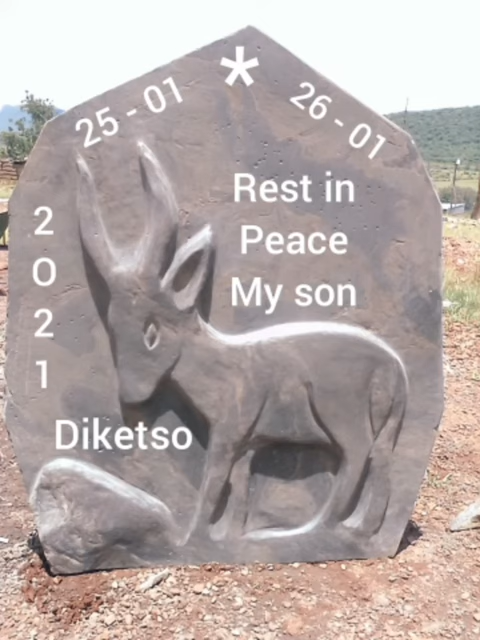 *
25 - 01
26 - 01
Rest in
Peace
My son
2
0
2
1
Diketso